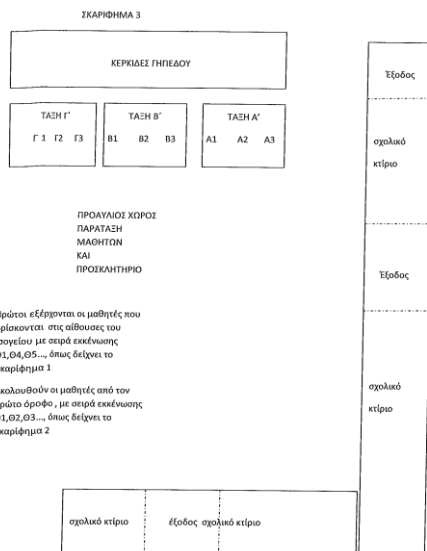 ΣΚΑΡΙΦΗΜΑ 3
ΚΕΡΚΙΔΕΣ ΓΗΠΕΔΟΥ
ΤΑΞΗ Γ΄ ΤΑΞΗ Β΄ ΤΑΞΗ Α΄
Γ 1 Γ2 Γ3 Β1 Β2 Β3 Α1 Α2 Α3
Έξοδος
σχολικό
κτίριο
ΠΡΟΑΥΛΙΟΣ ΧΩΡΟΣ
ΠΑΡΑΤΑΞΗ
ΜΑΘΗΤΩΝ
ΚΑΙ
ΠΡΟΣΚΛΗΤΗΡΙΟ
Έξοδος
ρώτοι εξέρχονται οι μαθητές που
ρίσκονται στις αίθουσες του
σογείου με σειρά εκκένωσης
Θ1,Θ4,Θ5..., όπως δείχνει το
καρίφημα 1
κολουθούν οι μαθητές από τον
ρώτο όροφο , με σειρά εκκένωσης
Θ1,Θ2,Θ3..., όπως δείχνει το
καρίφημα 2
σχολικό
κτίριο
σχολικό κτίριο έξοδος σχολικό κτίριο